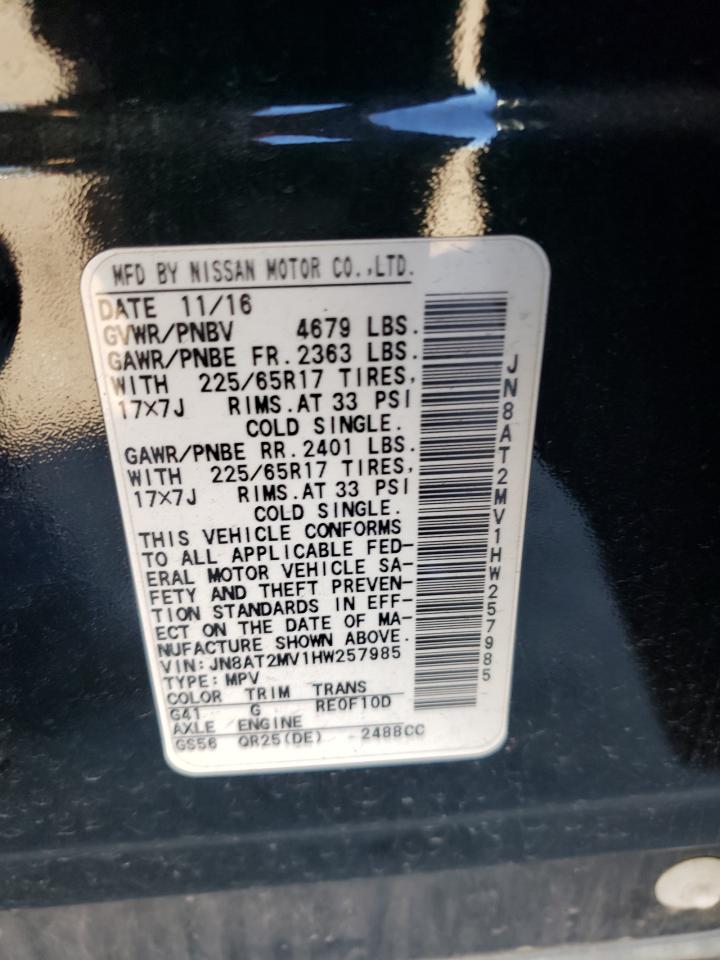 MFD BY NISSAN MOTOR CO.,LTD.
DATE 11/16
GVWR/PNBV 4679 LBS.
GAWR/PNBE FR.2363 LBS.
WITH 225/65R17 TIRES,
17×7J RIMS.AT 33 PSI
COLD SINGLE.
GAWR/PNBE RR.2401 LBS.
WITH 225/65R17 TIRES,
17×7J RIMS.AT 33 PSI
COLD SINGLE.
THIS VEHICLE CONFORMS
TO ALL APPLICABLE FED-
ERAL MOTOR VEHICLE SA-
FETY AND THEFT PREVEN-
TION STANDARDS IN EFF-
ECT ON THE DATE OF MA-
NUFACTURE SHOWN ABOVE.
VIN: JN8AT2MV1HW257985
TYPE: MPV
COLOR TRIM TRANS
G41 G RE0F10D
AXLE ENGINE
GS56 QR25(DE) 2488CC
JN8AT2MV1HW257985